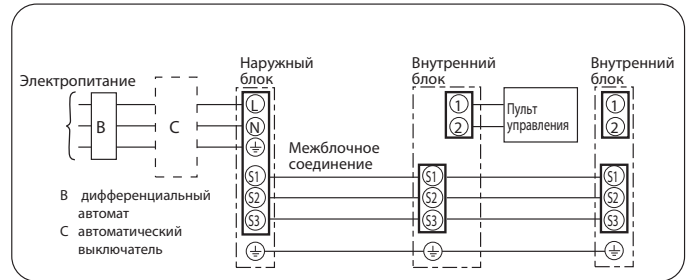 Наружный
блок
Внутренний
блок
Внутренний
блок
Электропитание
B
C
L
N
1
2
Пульт
управления
1
2
Межблочное
соединение
S1
S2
S3
S1
S2
S3
S1
S2
S3
B дифференциальный
автомат
C автоматический
выключатель